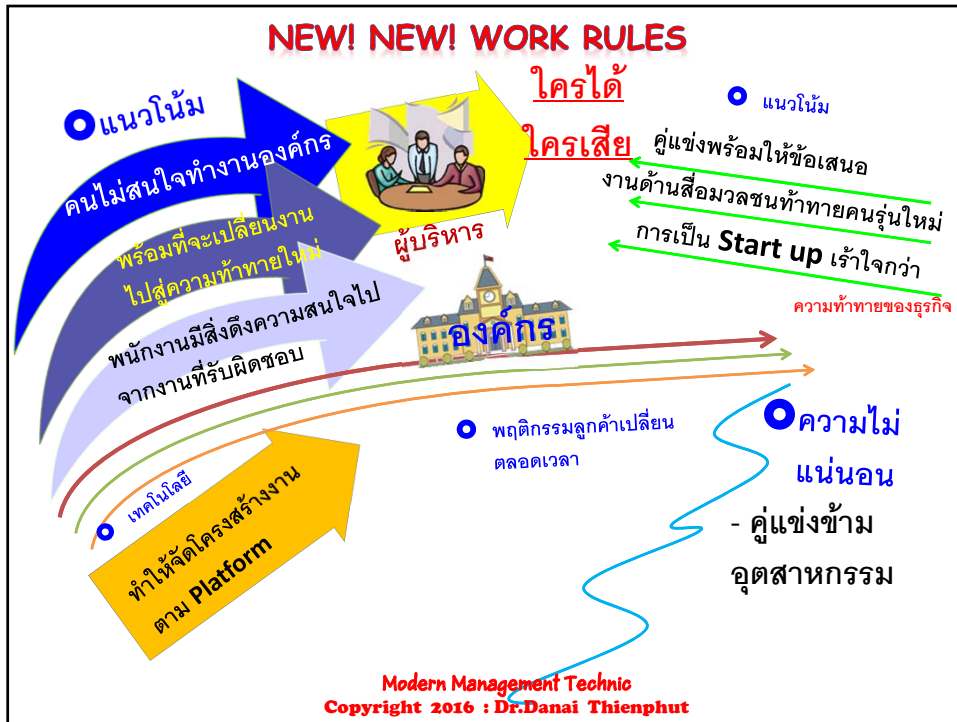 NEW! NEW! WORK RULES
แนวโน้ม
คนไม่สนใจทำงานองค์กร
พร้อมที่จะเปลี่ยนงาน
ไปสู่ความท้าทายใหม่
พนักงานมีสิ่งดึงความสนใจไป
จากงานที่รับผิดชอบ
ผู้บริหาร
องค์กร
ใครได้
ใครเสีย
แนวโน้ม
คู่แข่งพร้อมให้ข้อเสนอ
งานด้านสื่อมวลชนท้าทายคนรุ่นใหม่
การเป็น Start up เร้าใจกว่า
ความท้าทายของธุรกิจ
เทคโนโลยี
ทำให้จัดโครงสร้างงาน
ตาม Platform
พฤติกรรมลูกค้าเปลี่ยน
ตลอดเวลา
ความไม่
แน่นอน
- คู่แข่งข้าม
อุตสาหกรรม
Modern Management Technic
Copyright 2016 : Dr.Danai Thienphut